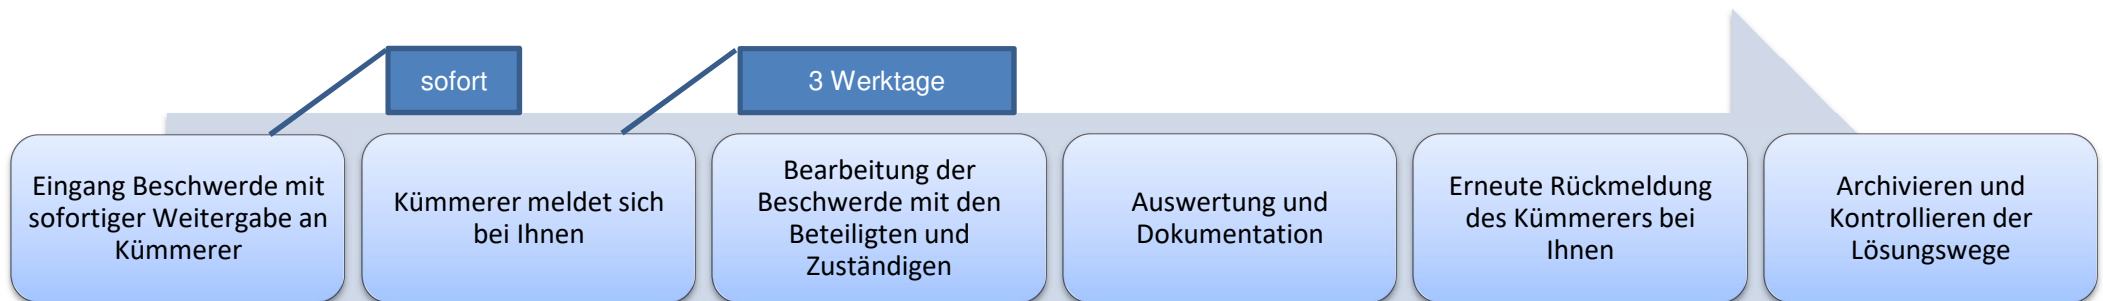 sofort
3 Werktage
Eingang Beschwerde mit
sofortiger Weitergabe an
Kümmerer
Kümmerer meldet sich
bei Ihnen
Bearbeitung der
Beschwerde mit den
Beteiligten und
Zuständigen
Auswertung und
Dokumentation
Erneute Rückmeldung
des Kümmerers bei
Ihnen
Archivieren und
Kontrollieren der
Lösungswege